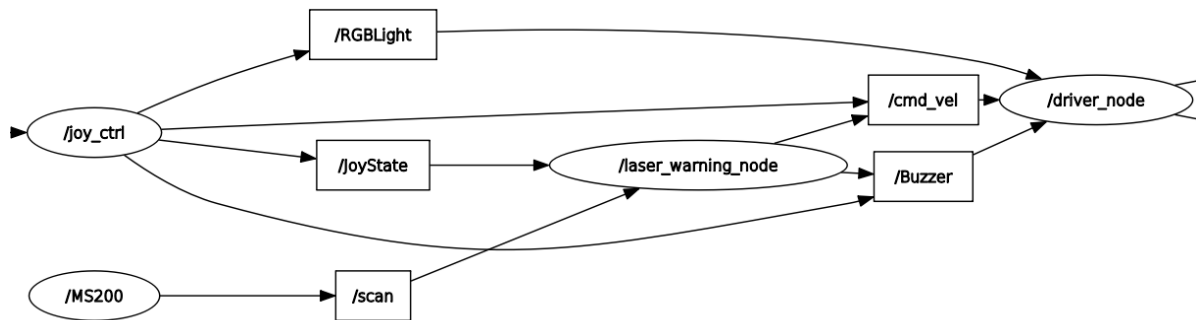 /RGBLight
/cmd_vel
/driver_node
/joy_ctrl
/JoyState
/laser_warning_node
/Buzzer
/MS200
/scan